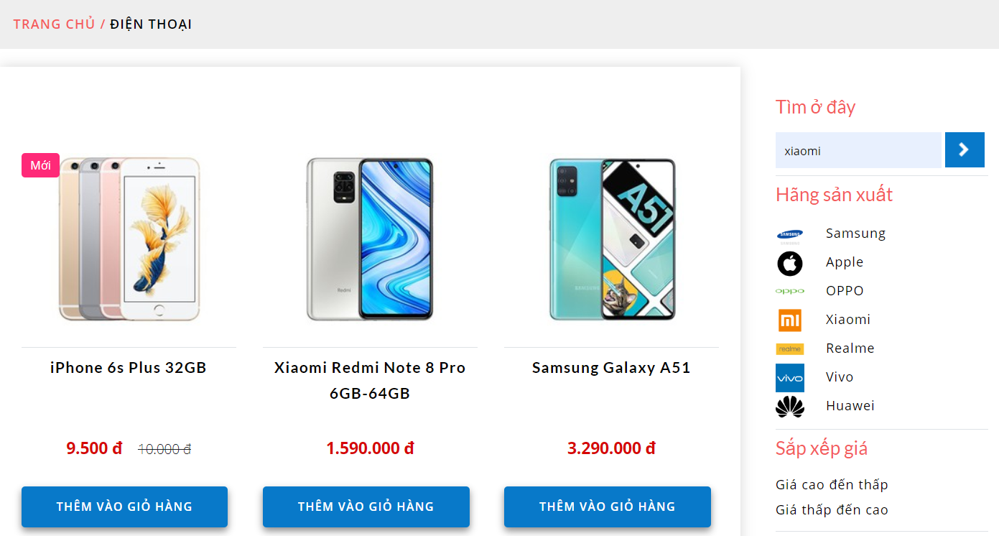 TRANG CHỦ / ĐIỆN THOẠI
Mới
Redmi
SAMSUNG
A51
iPhone 6s Plus 32GB
Xiaomi Redmi Note 8 Pro
6GB-64GB
Samsung Galaxy A51
9.500 đ 10.000 đ
1.590.000 đ
3.290.000 đ
THÊM VÀO GIỎ HÀNG
THÊM VÀO GIỎ HÀNG
THÊM VÀO GIỎ HÀNG
Tìm ở đây
xiaomi
Hãng sản xuất
SAMSUNG
SAMSUNG
Samsung
Apple
oppo
OPPO
mi
Xiaomi
realme
Realme
vivo
Vivo
Huawei
Sắp xếp giá
Giá cao đến thấp
Giá thấp đến cao